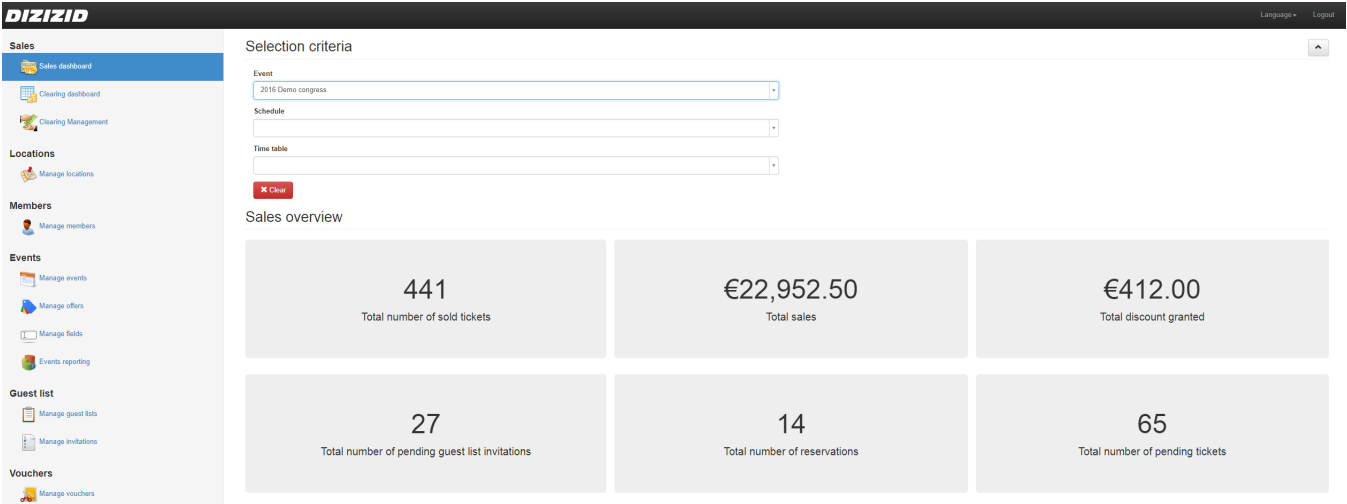 DIZIZID
Language
Logout
Sales
Sales dashboard
Clearing dashboard
Clearing Management
Locations
Manage locations
Members
Manage members
Events
Manage events
Manage offers
Manage fields
Events reporting
Guest list
Manage guest lists
Manage invitations
Vouchers
Manage vouchers
Selection criteria
Event
2016 Demo congress
Schedule
Time table
Clear
Sales overview
441
Total number of sold tickets
€22,952.50
Total sales
€412.00
Total discount granted
27
Total number of pending guest list invitations
14
Total number of reservations
65
Total number of pending tickets